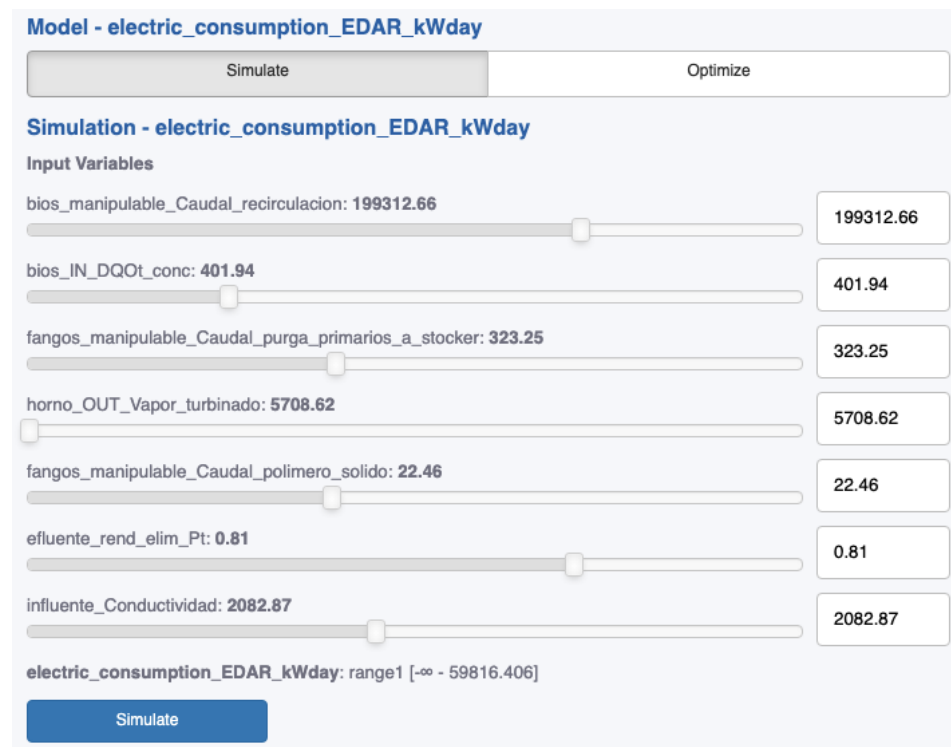 Model - electric_consumption_EDAR_kWday
Simulate
Optimize
Simulation - electric_consumption_EDAR_kWday
Input Variables
bios_manipulable_Caudal_recirculacion: 199312.66
199312.66
bios_IN_DQOt_conc: 401.94
401.94
fangos_manipulable_Caudal_purga_primarios_a_stocker: 323.25
323.25
horno_OUT_Vapor_turbinado: 5708.62
5708.62
fangos_manipulable_Caudal_polimero_solido: 22.46
22.46
efluente_rend_elim_Pt: 0.81
0.81
influente_Conductividad: 2082.87
2082.87
electric_consumption_EDAR_kWday: range1 [-∞ - 59816.406]
Simulate